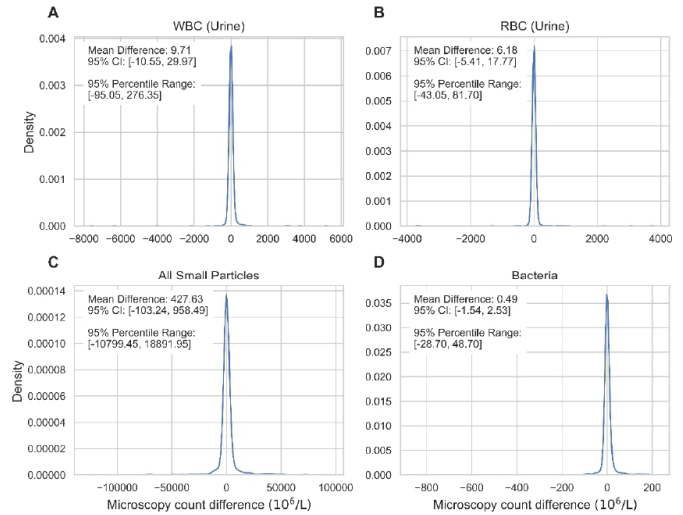 A
WBC (Urine)
Mean Difference: 9.71
95% CI: [-10.55, 29.97]
95% Percentile Range:
[-95.05, 276.35]
Density
0.004
0.003
0.002
0.001
0.000
−8000 −6000 −4000 −2000 0 2000 4000 6000
B
RBC (Urine)
Mean Difference: 6.18
95% CI: [-5.41, 17.77]
95% Percentile Range:
[-43.05, 81.70]
0.007
0.006
0.005
0.004
0.003
0.002
0.001
0.000
−4000 −2000 0 2000 4000
C
All Small Particles
Mean Difference: 427.63
95% CI: [-103.24, 958.49]
95% Percentile Range:
[-10799.45, 18891.95]
Density
0.00014
0.00012
0.00010
0.00008
0.00006
0.00004
0.00002
0.00000
−100000 −50000 0 50000 100000
Microscopy count difference (10⁶/L)
D
Bacteria
Mean Difference: 0.49
95% CI: [-1.54, 2.53]
95% Percentile Range:
[-28.70, 48.70]
0.035
0.030
0.025
0.020
0.015
0.010
0.005
0.000
−800 −600 −400 −200 0 200
Microscopy count difference (10⁶/L)